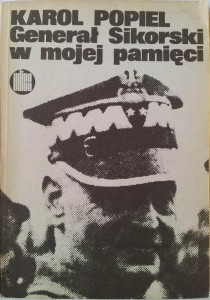 KAROL POPIEL
Generał Sikorski
w mojej pamięci